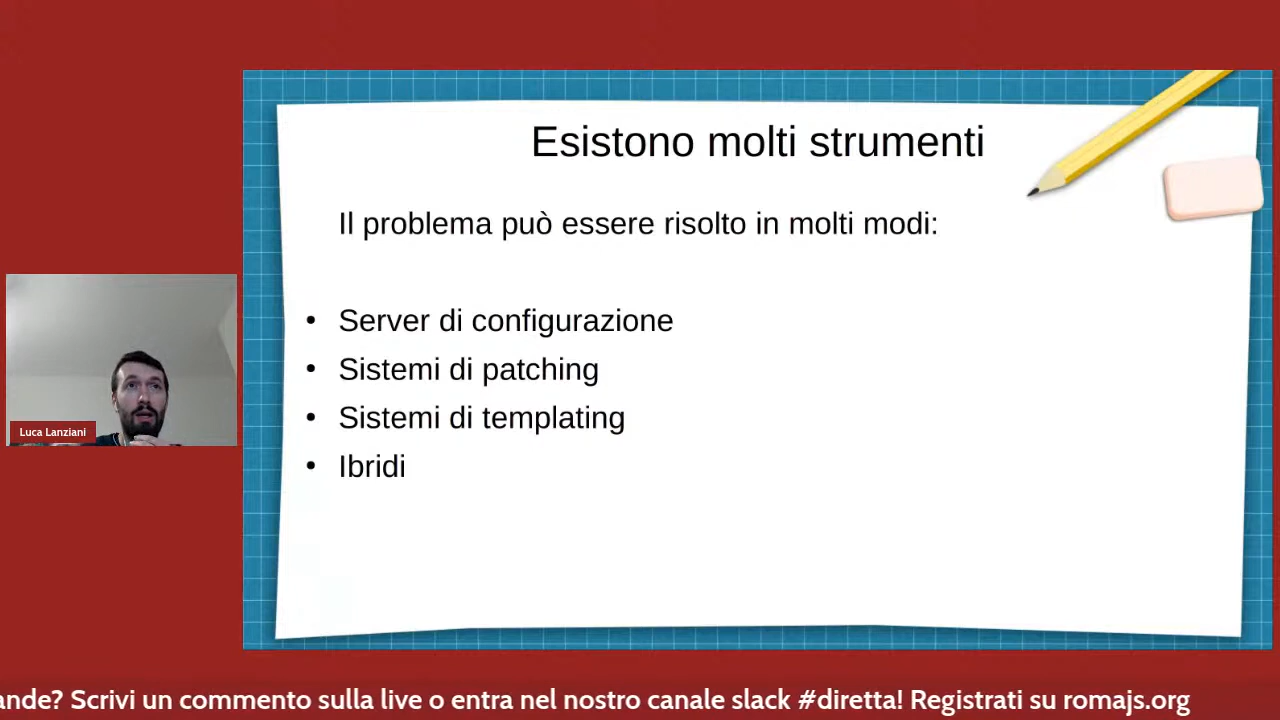 Esistono molti strumenti
Il problema può essere risolto in molti modi:
• Server di configurazione
• Sistemi di patching
• Sistemi di templating
• Ibridi
Luca Lanziani
ande? Scrivi un commento sulla live o entra nel nostro canale slack #diretta! Registrati su romajs.org